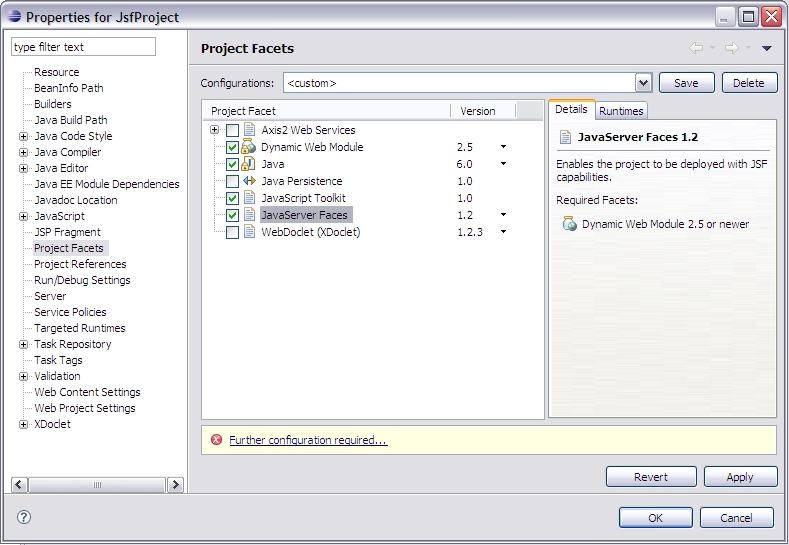 Properties for JsfProject
type filter text
Resource
BeanInfo Path
Builders
Java Build Path
Java Code Style
Java Compiler
Java Editor
Java EE Module Dependencies
Javadoc Location
JavaScript
JSP Fragment
Project Facets
Project References
Run/Debug Settings
Server
Service Policies
Targeted Runtimes
Task Repository
Task Tags
Validation
Web Content Settings
Web Project Settings
XDoclet
Project Facets
Configurations: <custom> Save Delete
Project Facet Version
Axis2 Web Services
Dynamic Web Module 2.5
Java 6.0
Java Persistence 1.0
JavaScript Toolkit 1.0
JavaServer Faces 1.2
WebDoclet (XDoclet) 1.2.3
Details Runtimes
JavaServer Faces 1.2
Enables the project to be deployed with JSF
capabilities.
Required Facets:
Dynamic Web Module 2.5 or newer
Further configuration required...
Revert Apply
OK Cancel